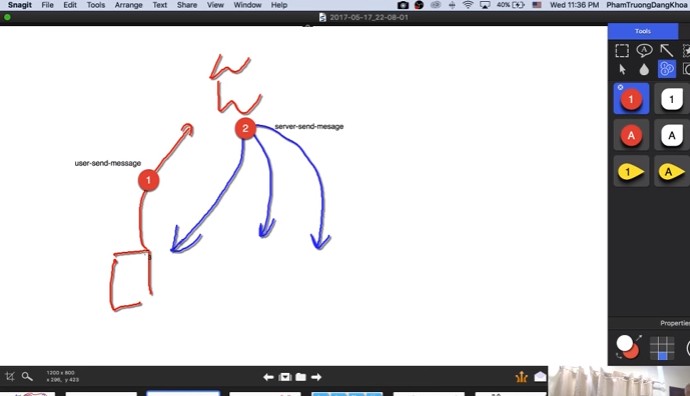 Snagit File Edit Tools Arrange Text Share View Window Help
40% Wed 11:36 PM PhamTruongDangKhoa
2017-05-17_22-08-01
Tools
server-send-mesage
2
user-send-message
1
1 1
A A
1 A
Properties
1200 x 800
x 296, y 423